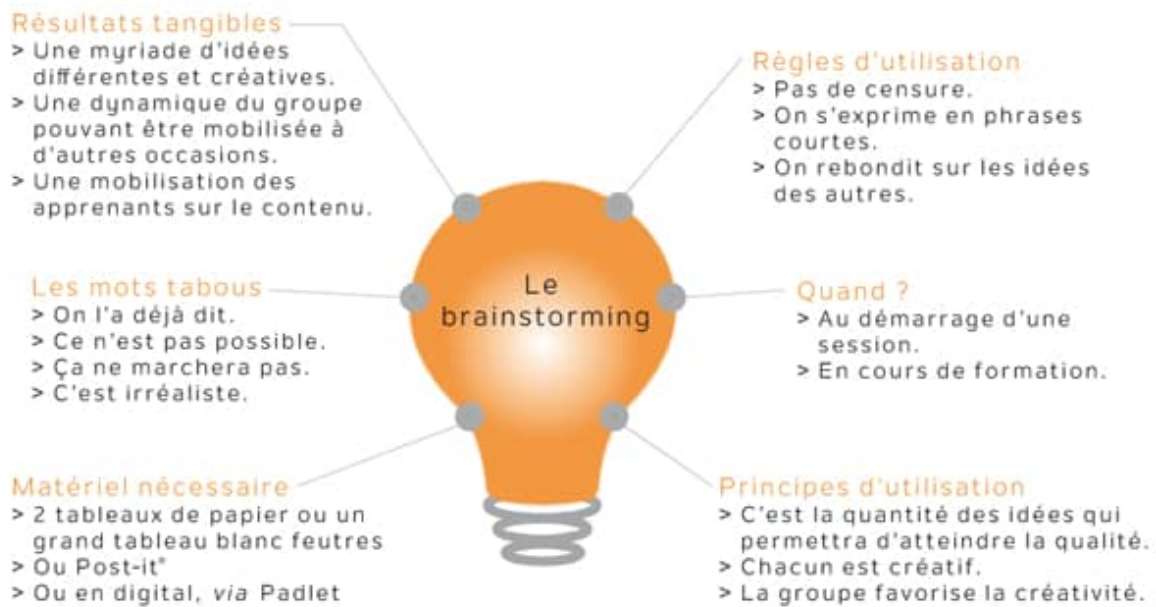 Résultats tangibles
> Une myriade d'idées
différentes et créatives.
> Une dynamique du groupe
pouvant être mobilisée à
d'autres occasions.
> Une mobilisation des
apprenants sur le contenu.
Règles d'utilisation
> Pas de censure.
> On s'exprime en phrases
courtes.
> On rebondit sur les idées
des autres.
Les mots tabous
> On l'a déjà dit.
> Ce n'est pas possible.
> Ça ne marchera pas.
> C'est irréaliste.
Le
brainstorming
Quand ?
> Au démarrage d'une
session.
> En cours de formation.
Matériel nécessaire
> 2 tableaux de papier ou un
grand tableau blanc feutres
> Ou Post-it®
> Ou en digital, via Padlet
Principes d'utilisation
> C'est la quantité des idées qui
permettra d'atteindre la qualité.
> Chacun est créatif.
> La groupe favorise la créativité.